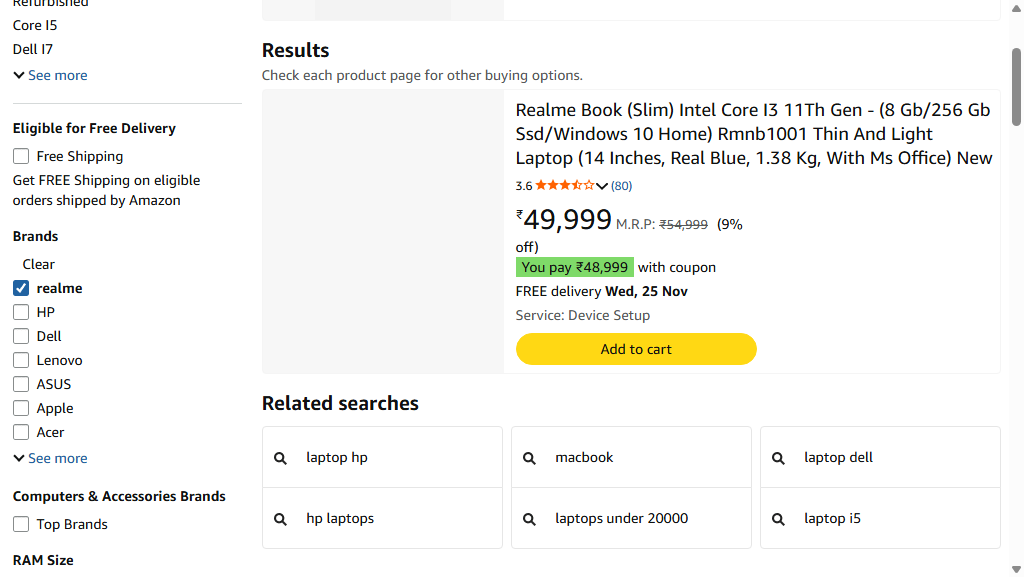 Refurbished
Core I5
Dell I7
See more
Eligible for Free Delivery
Free Shipping
Get FREE Shipping on eligible
orders shipped by Amazon
Brands
Clear
realme
HP
Dell
Lenovo
ASUS
Apple
Acer
See more
Computers & Accessories Brands
Top Brands
RAM Size
Results
Check each product page for other buying options.
Realme Book (Slim) Intel Core I3 11Th Gen - (8 Gb/256 Gb
Ssd/Windows 10 Home) Rmnb1001 Thin And Light
Laptop (14 Inches, Real Blue, 1.38 Kg, With Ms Office) New
3.6 (80)
₹49,999 M.R.P: ₹54,999 (9%
off)
You pay ₹48,999 with coupon
FREE delivery Wed, 25 Nov
Service: Device Setup
Add to cart
Related searches
laptop hp
macbook
laptop dell
hp laptops
laptops under 20000
laptop i5